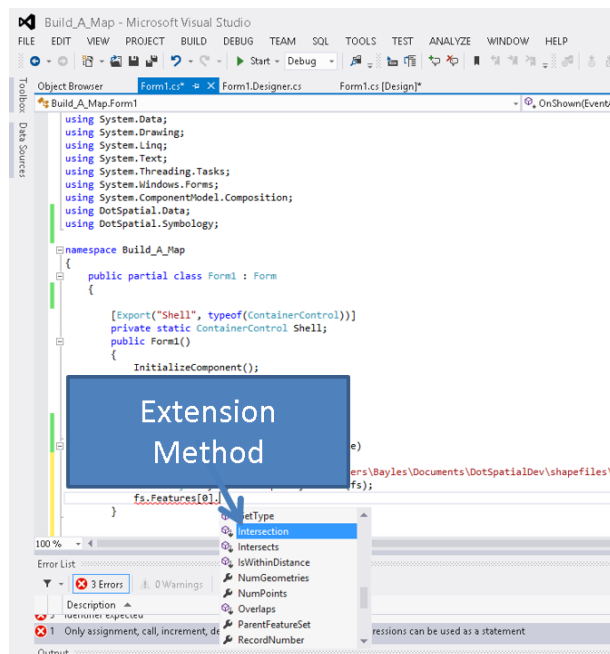 Build_A_Map - Microsoft Visual Studio
FILE EDIT VIEW PROJECT BUILD DEBUG TEAM SQL TOOLS TEST ANALYZE WINDOW HELP
Start Debug
Toolbox
Data Sources
Object Browser Form1.cs* Form1.Designer.cs Form1.cs [Design]*
Build_A_Map.Form1 OnShown(Event
using System.Data;
using System.Drawing;
using System.Linq;
using System.Text;
using System.Threading.Tasks;
using System.Windows.Forms;
using System.ComponentModel.Composition;
using DotSpatial.Data;
using DotSpatial.Symbology;
namespace Build_A_Map
{
public partial class Form1 : Form
{
[Export("Shell", typeof(ContainerControl))]
private static ContainerControl Shell;
public Form1()
{
InitializeComponent();
Extension
Method
e)
ers\Bayles\Documents\DotSpatialDev\shapefiles\
fs);
fs.Features[0].
}
GetType
Intersection
Intersects
IsWithinDistance
NumGeometries
NumPoints
Overlaps
ParentFeatureSet
RecordNumber
100 %
Error List
3 Errors 0 Warnings
Description
3 Identifier expected
1 Only assignment, call, increment, de ressions can be used as a statement
Output